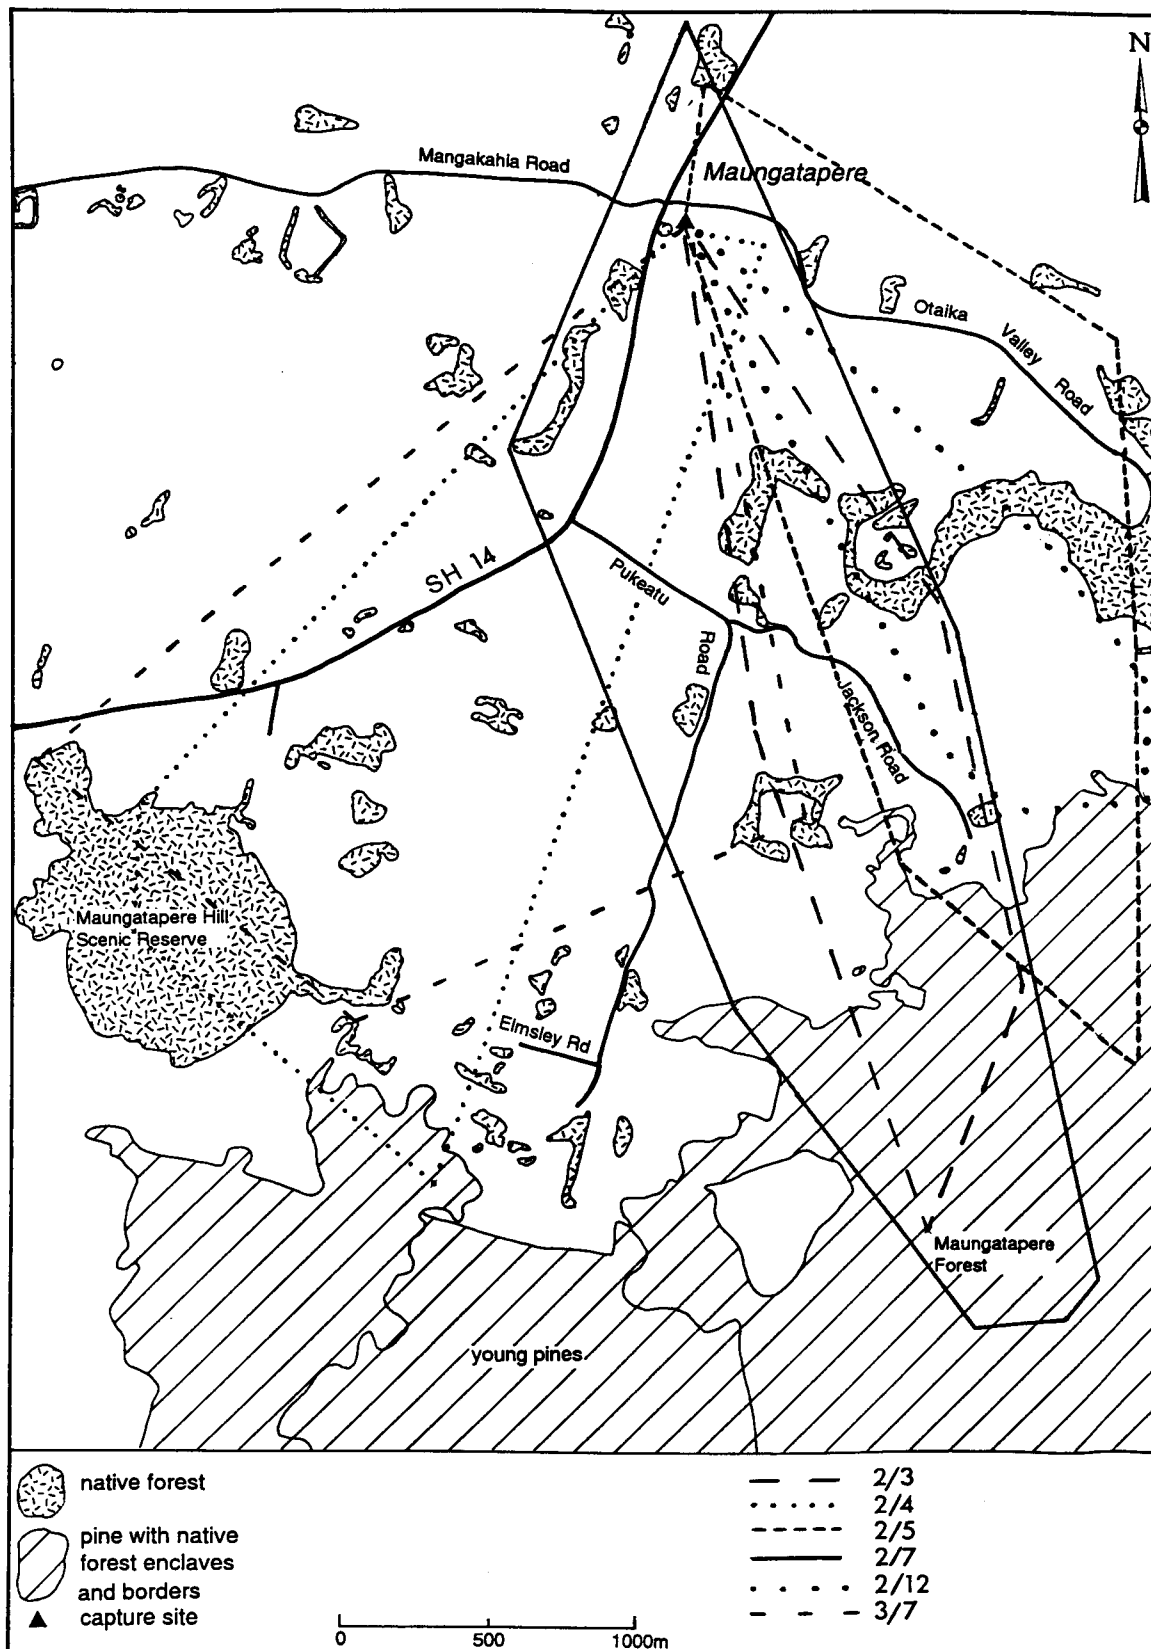 N
Mangakahia Road
Maungatapere
Otaika
Valley
Road
SH 14
Pukeatu
Road
Jackson Road
Maungatapere Hill
Scenic Reserve
Elmsley Rd
Maungatapere
Forest
young pines
native forest
pine with native
forest enclaves
and borders
capture site
2/3
2/4
2/5
2/7
2/12
3/7
0 500 1000m